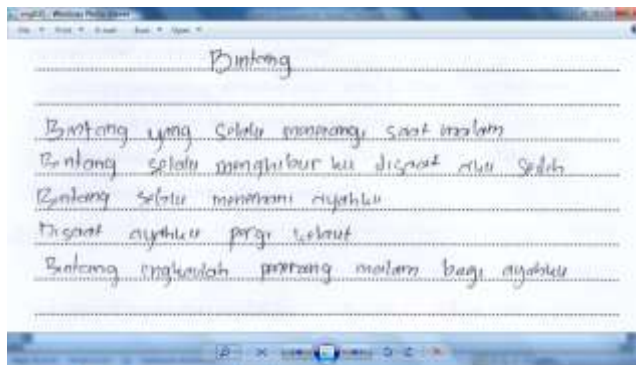 Bintang
Bintang yang selalu menerangi saat malam
Bintang selalu menghibur ku disaat aku sedih
Bintang selalu menemani ayahku
Disaat ayahku pergi kelaut
Bintang engkaulah penerang malam bagi ayahku